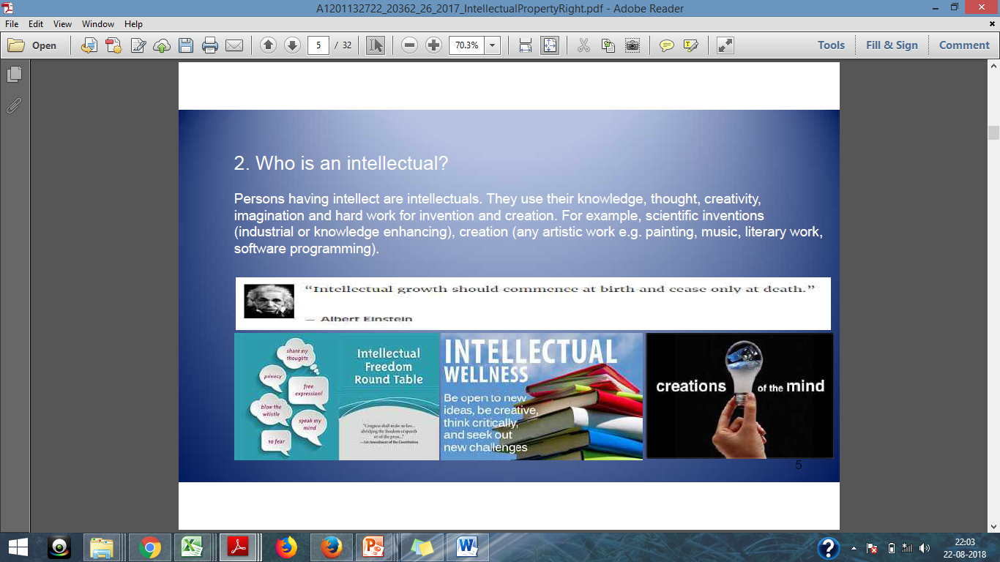 A1201132722_20362_26_2017_IntellectualPropertyRight.pdf - Adobe Reader
File Edit View Window Help
Open 5 / 32 70.3% Tools Fill & Sign Comment
2. Who is an intellectual?
Persons having intellect are intellectuals. They use their knowledge, thought, creativity,
imagination and hard work for invention and creation. For example, scientific inventions
(industrial or knowledge enhancing), creation (any artistic work e.g. painting, music, literary work,
software programming).
“Intellectual growth should commence at birth and cease only at death.”
— Albert Einstein
share my
thoughts
privacy
free
expression!
blow the
whistle
speak my
mind
no fear
Intellectual
Freedom
Round Table
"Congress shall make no law...
abridging the freedom of speech
or of the press..."
—1st Amendment of the Constitution
INTELLECTUAL
WELLNESS
Be open to new
ideas, be creative,
think critically,
and seek out
new challenges
creations of the mind
5
22:03
22-08-2018